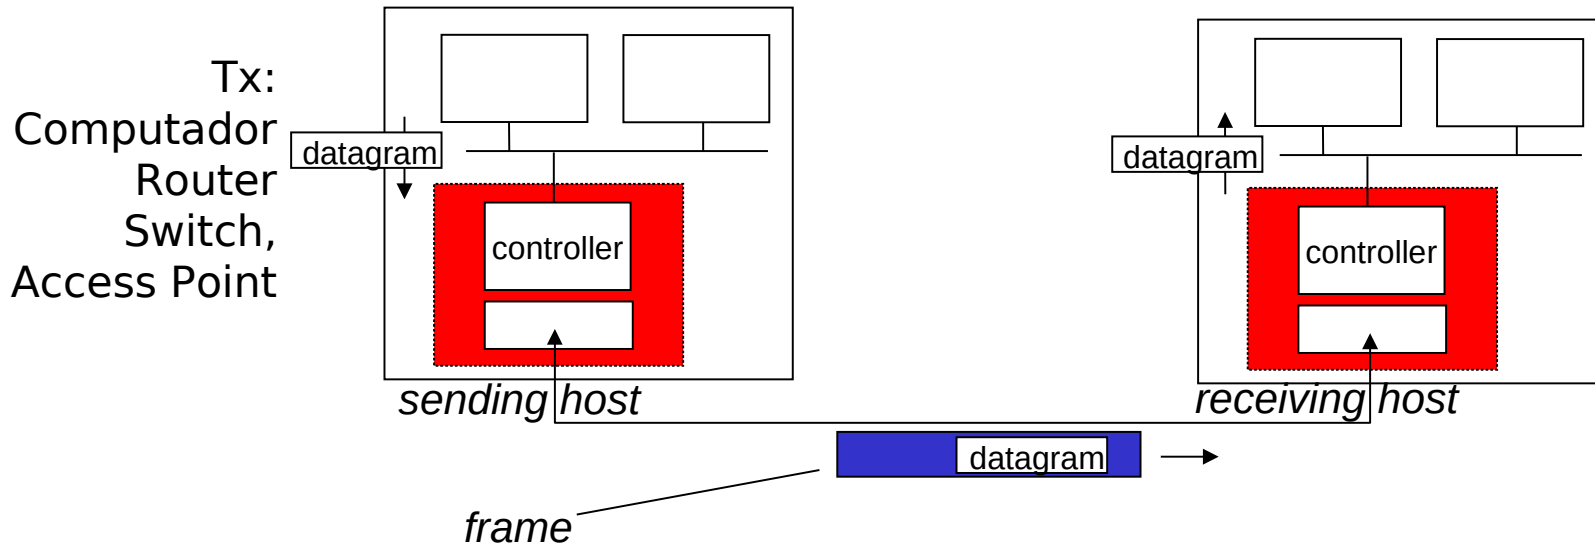 Tx:
Computador
Router
Switch,
Access Point
datagram
controller
sending host
datagram
controller
receiving host
datagram
frame